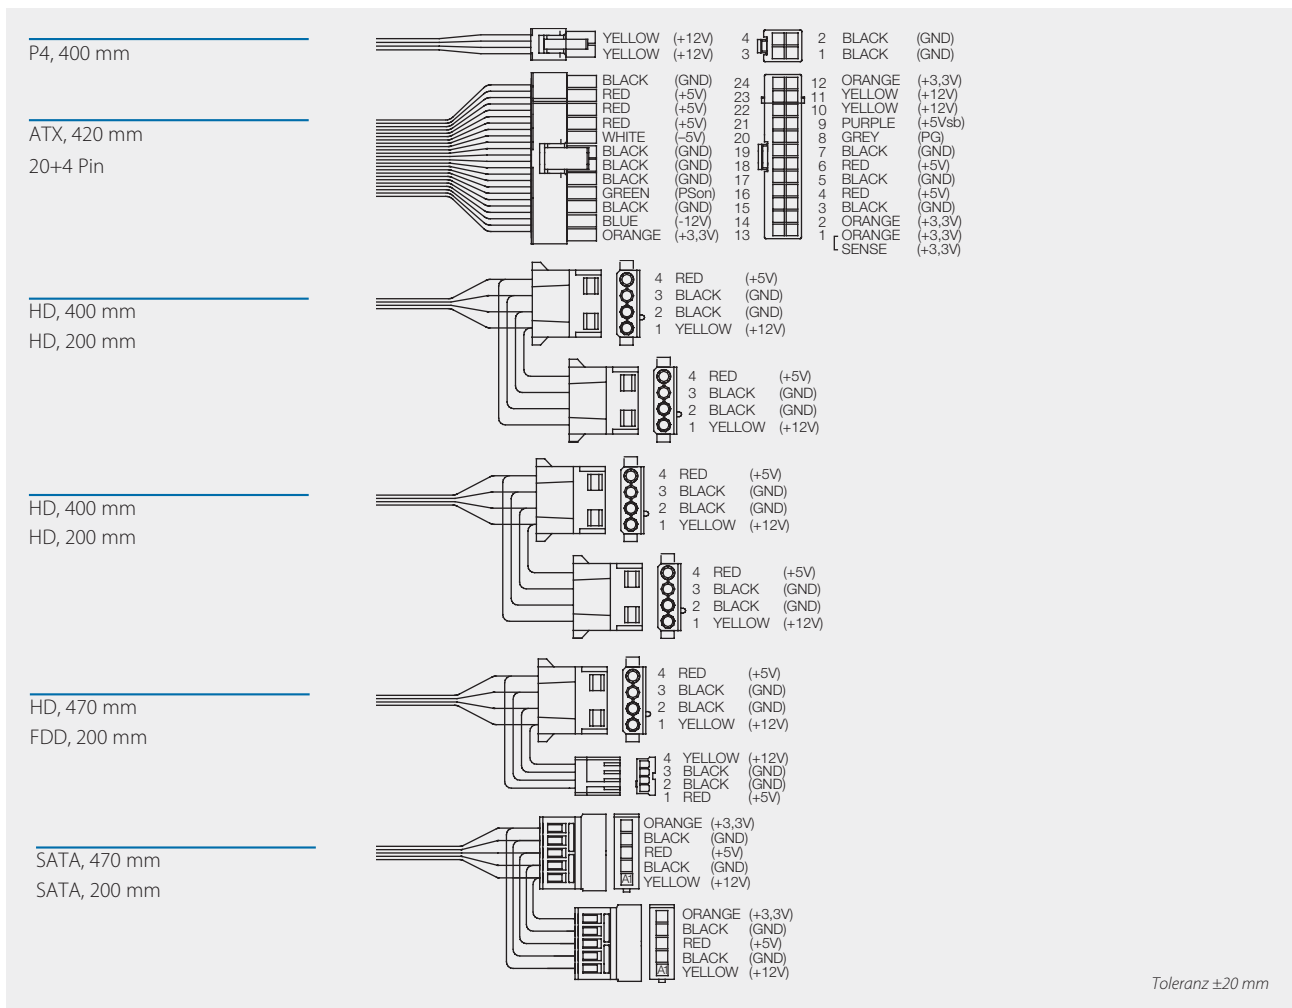 P4, 400 mm
YELLOW (+12V) 4 2 BLACK (GND)
YELLOW (+12V) 3 1 BLACK (GND)
ATX, 420 mm
20+4 Pin
BLACK (GND) 24 12 ORANGE (+3,3V)
RED (+5V) 23 11 YELLOW (+12V)
RED (+5V) 22 10 YELLOW (+12V)
RED (+5V) 21 9 PURPLE (+5Vsb)
WHITE (–5V) 20 8 GREY (PG)
BLACK (GND) 19 7 BLACK (GND)
BLACK (GND) 18 6 RED (+5V)
BLACK (GND) 17 5 BLACK (GND)
GREEN (PSon) 16 4 RED (+5V)
BLACK (GND) 15 3 BLACK (GND)
BLUE (-12V) 14 2 ORANGE (+3,3V)
ORANGE (+3,3V) 13 1 ORANGE (+3,3V)
SENSE (+3,3V)
HD, 400 mm
HD, 200 mm
4 RED (+5V)
3 BLACK (GND)
2 BLACK (GND)
1 YELLOW (+12V)
4 RED (+5V)
3 BLACK (GND)
2 BLACK (GND)
1 YELLOW (+12V)
HD, 400 mm
HD, 200 mm
4 RED (+5V)
3 BLACK (GND)
2 BLACK (GND)
1 YELLOW (+12V)
4 RED (+5V)
3 BLACK (GND)
2 BLACK (GND)
1 YELLOW (+12V)
HD, 470 mm
FDD, 200 mm
4 RED (+5V)
3 BLACK (GND)
2 BLACK (GND)
1 YELLOW (+12V)
4 YELLOW (+12V)
3 BLACK (GND)
2 BLACK (GND)
1 RED (+5V)
SATA, 470 mm
SATA, 200 mm
ORANGE (+3,3V)
BLACK (GND)
RED (+5V)
BLACK (GND)
A1 YELLOW (+12V)
ORANGE (+3,3V)
BLACK (GND)
RED (+5V)
BLACK (GND)
A1 YELLOW (+12V)
Toleranz ±20 mm